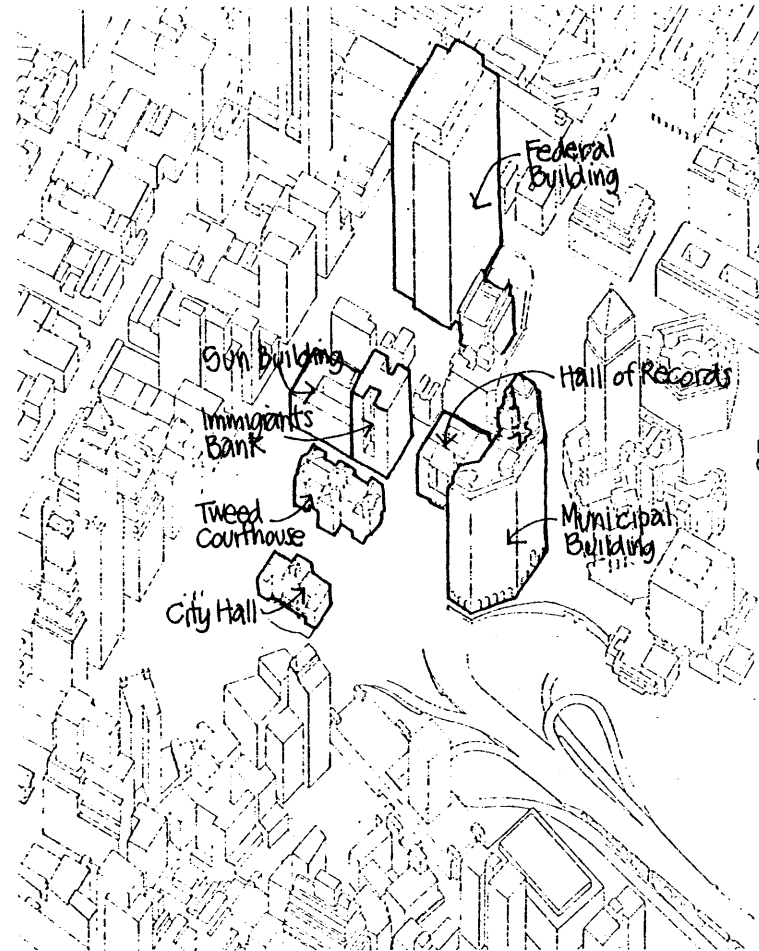 Federal
Building
Sun Building
Hall of Records
Immigrants
Bank
Tweed
Courthouse
Municipal
Building
City Hall